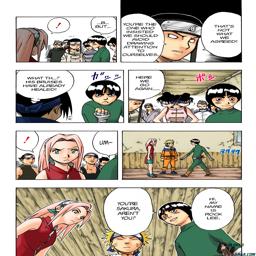 THAT'S
NOT
WHAT WE
AGREED!
YOU'RE THE
ONE WHO
INSISTED
WE SHOULD
AVOID
DRAWING
ATTENTION
TO
OURSELVES.
B...
BUT...
HERE
WE GO
AGAIN...
WHAT TH...?
HIS BRUISES
HAVE ALREADY
HEALED!
UM--
!
HI,
MY NAME
IS ROCK
LEE.
YOU'RE
SAKURA,
AREN'T
YOU?